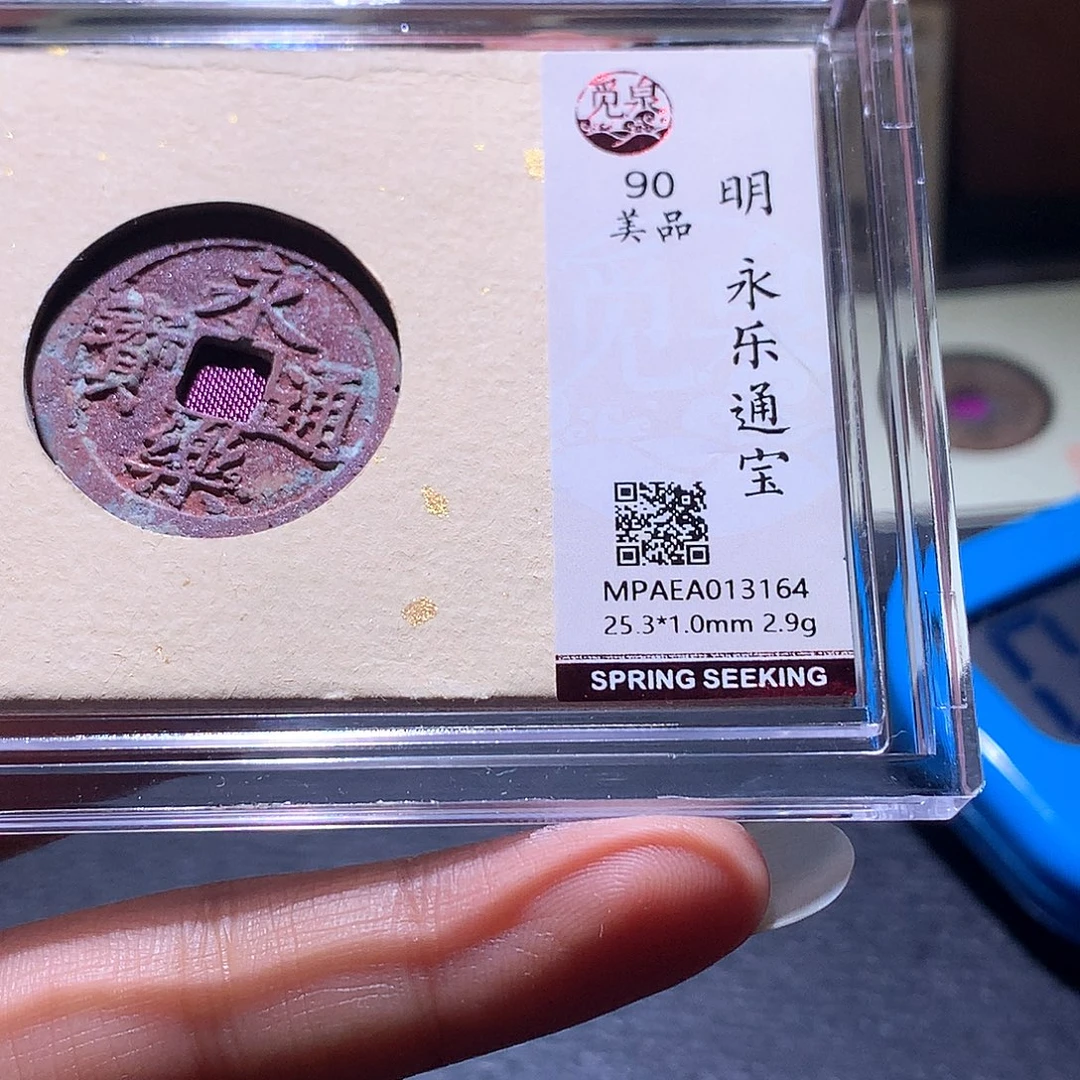 永樂通寶
觅泉
90
美品
明 永乐通宝
MPAEA013164
25.3*1.0mm 2.9g
SPRING SEEKING